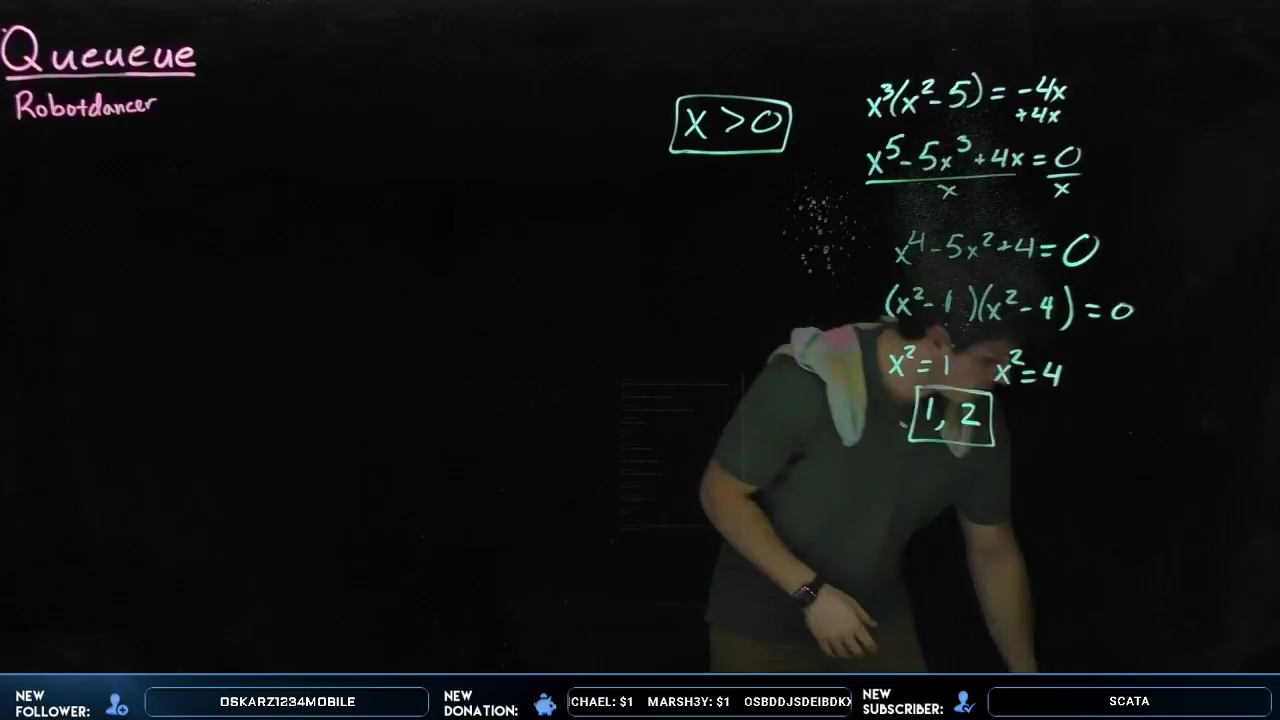 Queueue
Robotdancer
x > 0
x³(x² - 5) = -4x
+4x
x⁵ - 5x³ + 4x = 0
x x
x⁴ - 5x² + 4 = 0
(x² - 1)(x² - 4) = 0
x² = 1 x² = 4
1, 2
NEW FOLLOWER: OSKARZ1234MOBILE
NEW DONATION: CHAEL: $1 MARSH3Y: $1 OSBDDJSDEIBDKX
NEW SUBSCRIBER: SCATA